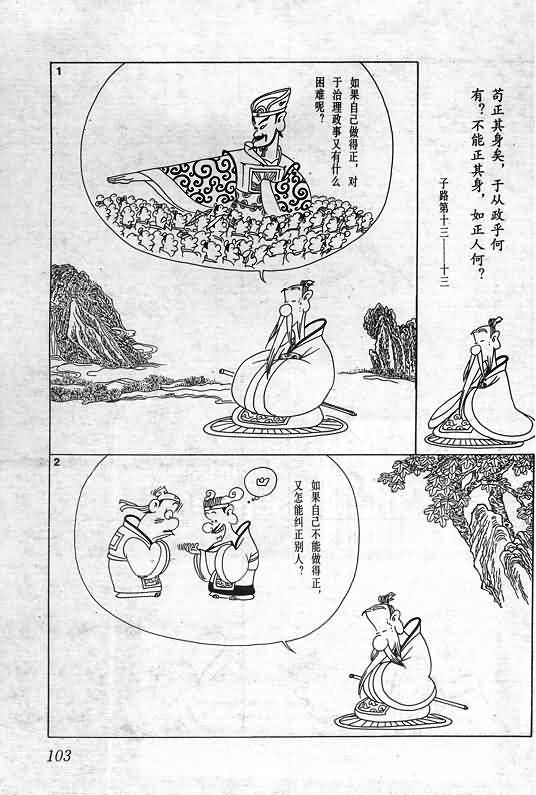 苟正其身矣，于从政乎何
有？不能正其身，如正人何？
子路第十三——十三
1
如果自己做得正，对
于治理政事又有什么
困难呢？
2
如果自己不能做得正，
又怎能纠正别人？
103